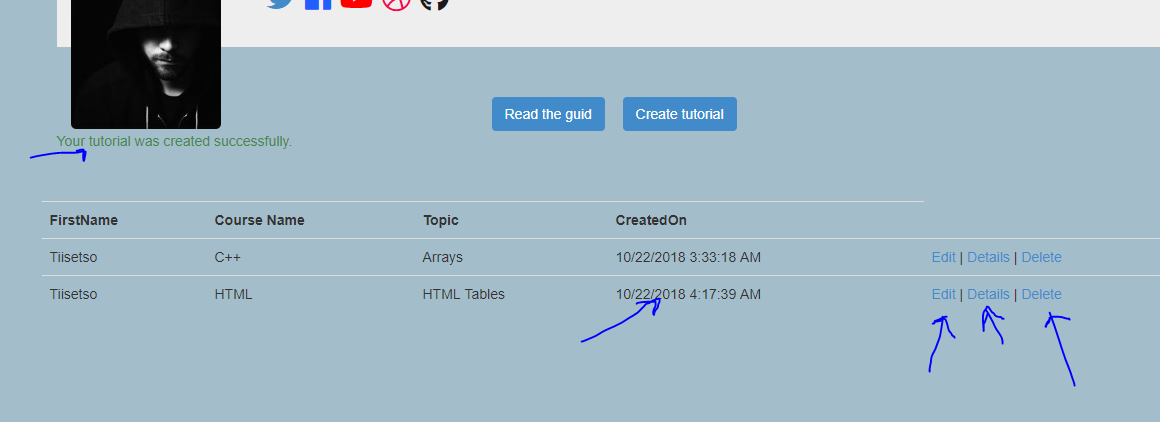 Read the guid
Create tutorial
Your tutorial was created successfully.
FirstName Course Name Topic CreatedOn
Tiisetso C++ Arrays 10/22/2018 3:33:18 AM Edit | Details | Delete
Tiisetso HTML HTML Tables 10/22/2018 4:17:39 AM Edit | Details | Delete